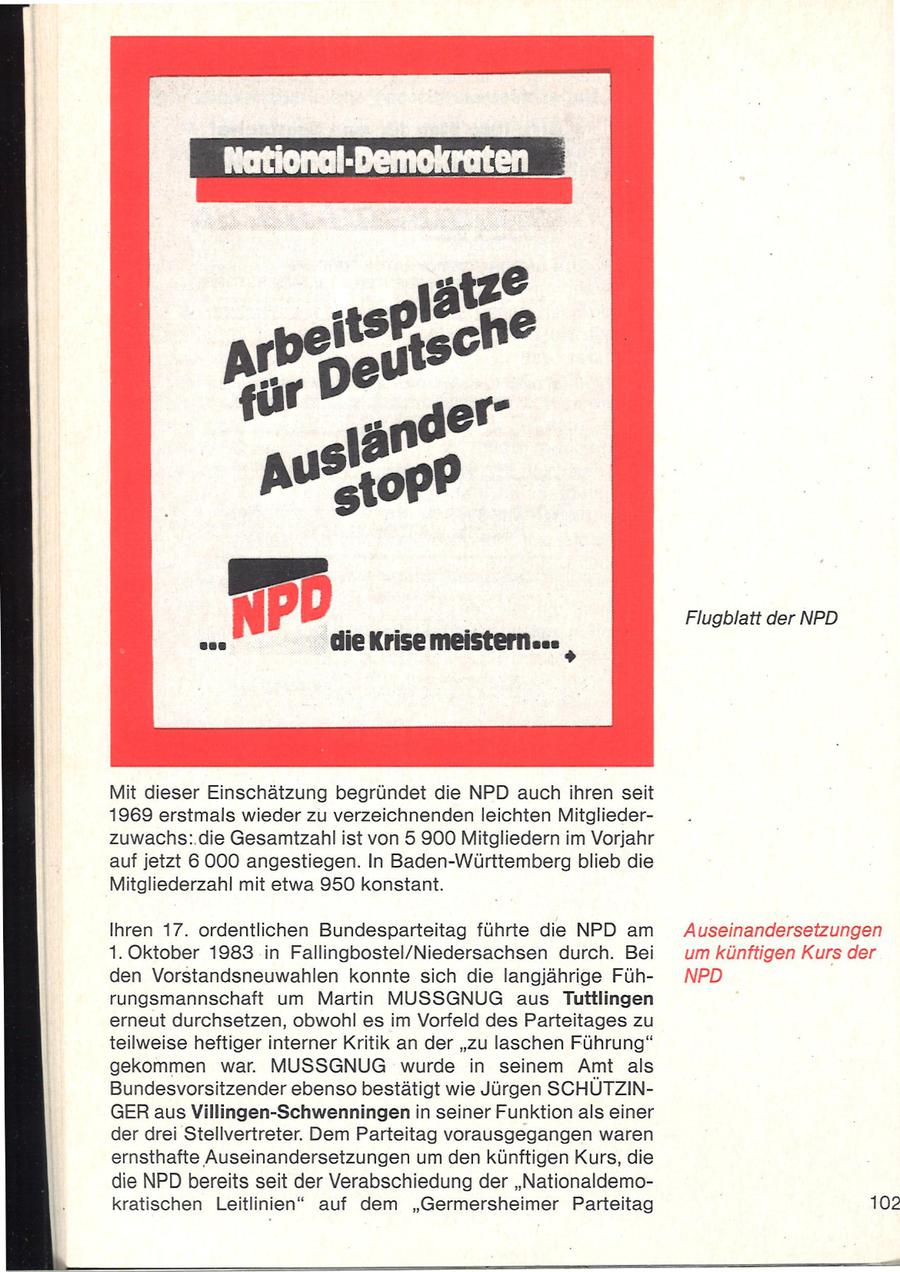 National-Demokraten
Arbeitsplätze
für Deutsche
Ausländer-
stopp
NPD
... die Krise meistern...
Flugblatt der NPD
Mit dieser Einschätzung begründet die NPD auch ihren seit
1969 erstmals wieder zu verzeichnenden leichten Mitglieder-
zuwachs: die Gesamtzahl ist von 5 900 Mitgliedern im Vorjahr
auf jetzt 6 000 angestiegen. In Baden-Württemberg blieb die
Mitgliederzahl mit etwa 950 konstant.
Auseinandersetzungen
um künftigen Kurs der
NPD
Ihren 17. ordentlichen Bundesparteitag führte die NPD am
1. Oktober 1983 in Fallingbostel/Niedersachsen durch. Bei
den Vorstandsneuwahlen konnte sich die langjährige Füh-
rungsmannschaft um Martin MUSSGNUG aus Tuttlingen
erneut durchsetzen, obwohl es im Vorfeld des Parteitages zu
teilweise heftiger interner Kritik an der „zu laschen Führung“
gekommen war. MUSSGNUG wurde in seinem Amt als
Bundesvorsitzender ebenso bestätigt wie Jürgen SCHÜTZIN-
GER aus Villingen-Schwenningen in seiner Funktion als einer
der drei Stellvertreter. Dem Parteitag vorausgegangen waren
ernsthafte Auseinandersetzungen um den künftigen Kurs, die
die NPD bereits seit der Verabschiedung der „Nationaldemo-
kratischen Leitlinien“ auf dem „Germersheimer Parteitag
102